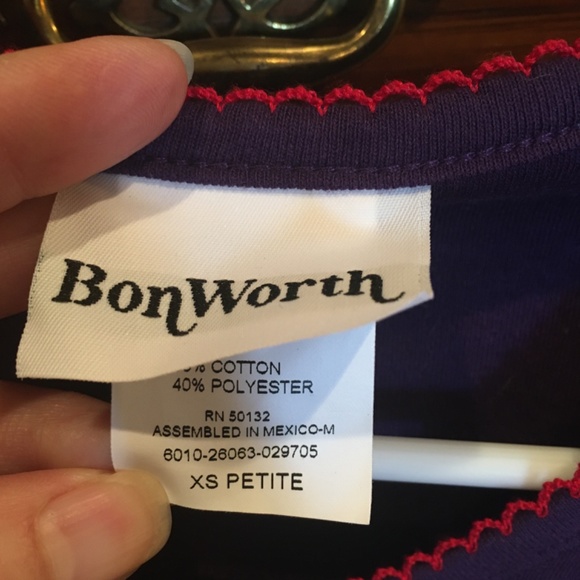 BonWorth
% COTTON
40% POLYESTER
RN 50132
ASSEMBLED IN MEXICO-M
6010-26063-029705
XS PETITE